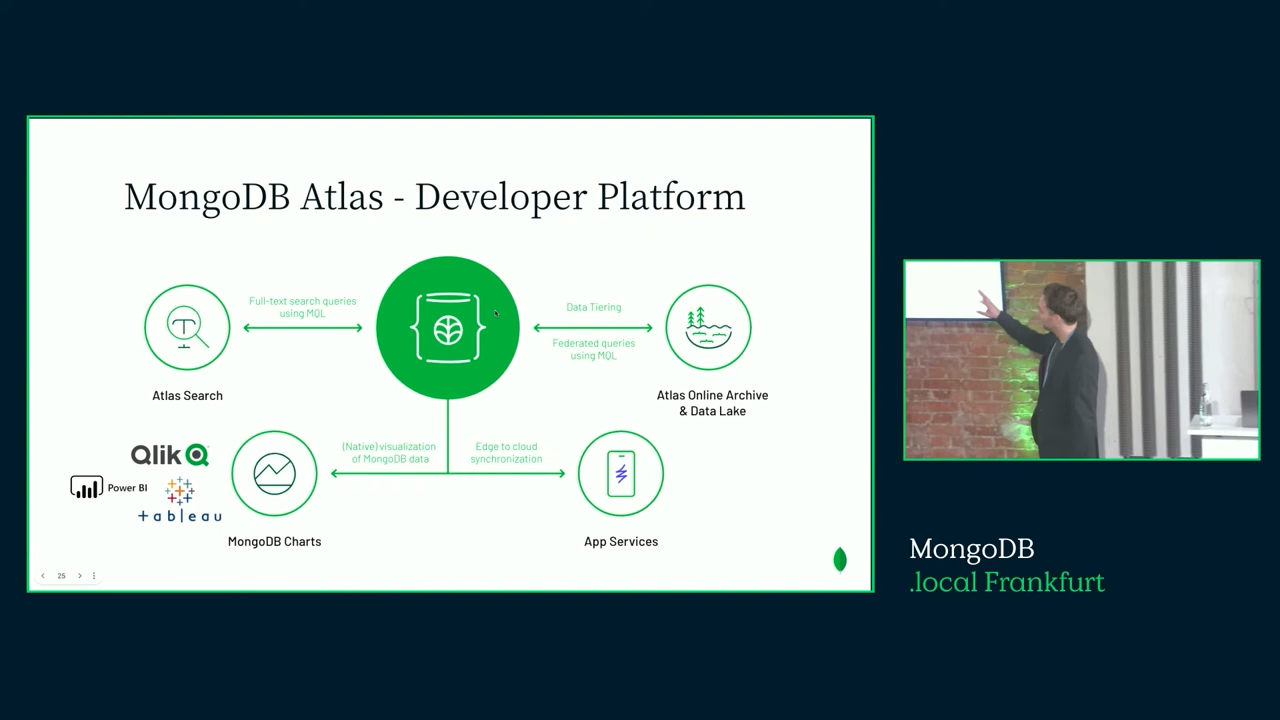 MongoDB Atlas - Developer Platform
Full-text search queries
using MQL
Data Tiering
Federated queries
using MQL
Atlas Search
Atlas Online Archive
& Data Lake
(Native) visualization
of MongoDB data
Edge to cloud
synchronization
Qlik
Power BI
+ableau
MongoDB Charts
App Services
25
MongoDB
.local Frankfurt